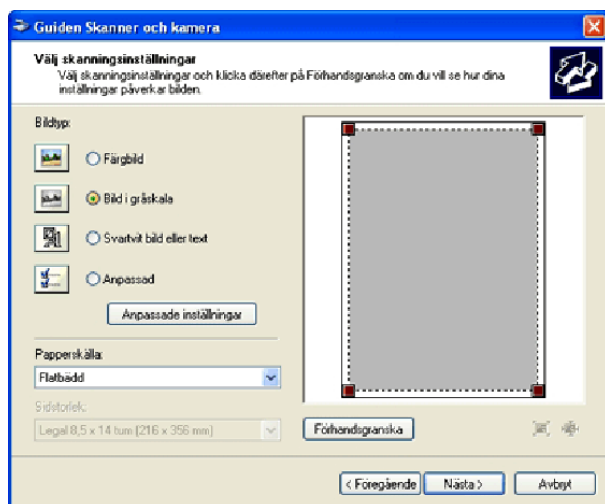 Guiden Skanner och kamera
Välj skanningsinställningar
Välj skanningsinställningar och klicka därefter på Förhandsgranska om du vill se hur dina
inställningar påverkar bilden.
Bildtyp:
Färgbild
Bild i gråskala
Svartvit bild eller text
Anpassad
Anpassade inställningar
Papperskälla:
Flatbädd
Sidstorlek:
Legal 8,5 x 14 tum (216 x 356 mm)
Förhandsgranska
< Föregående
Nästa >
Avbryt